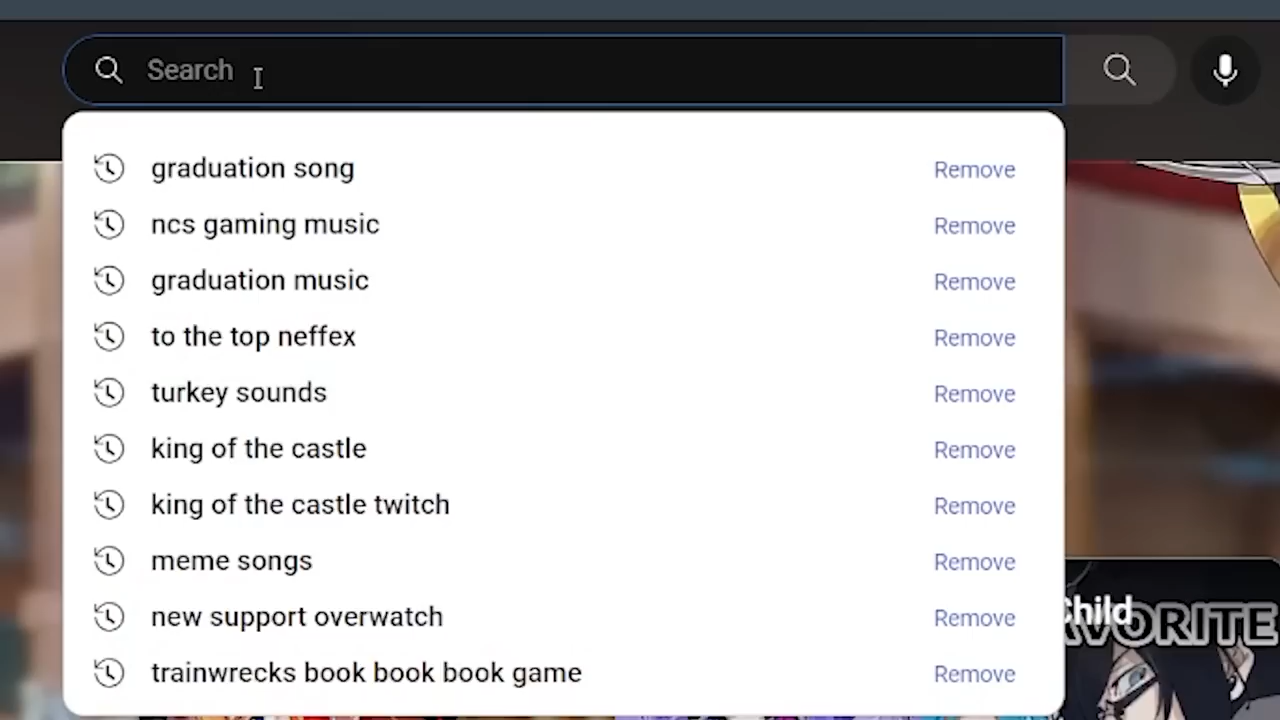 Search
graduation song Remove
ncs gaming music Remove
graduation music Remove
to the top neffex Remove
turkey sounds Remove
king of the castle Remove
king of the castle twitch Remove
meme songs Remove
Child
new support overwatch Remove
trainwrecks book book book game Remove